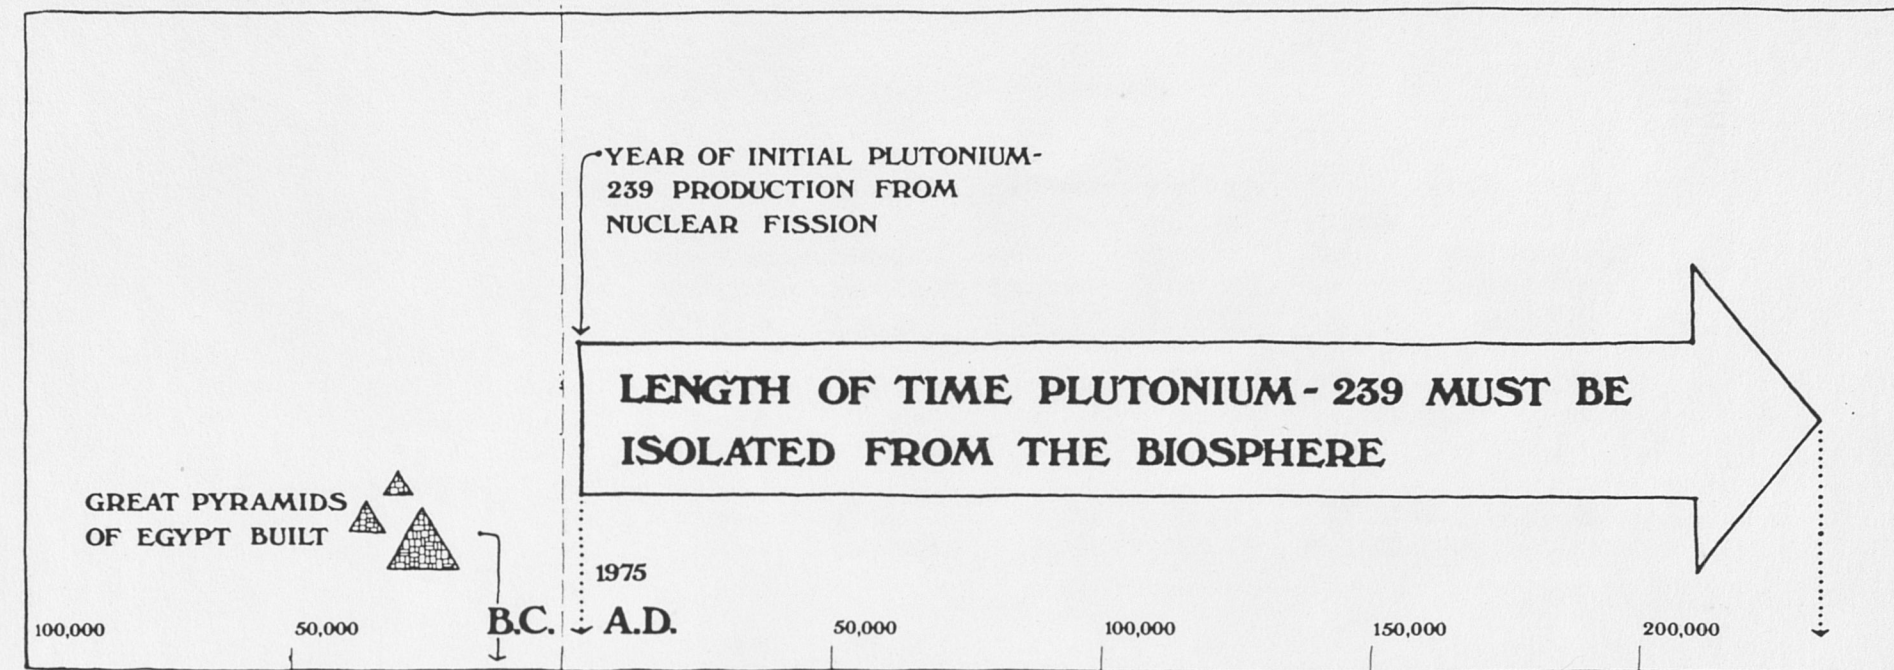 YEAR OF INITIAL PLUTONIUM-
239 PRODUCTION FROM
NUCLEAR FISSION
LENGTH OF TIME PLUTONIUM - 239 MUST BE
ISOLATED FROM THE BIOSPHERE
GREAT PYRAMIDS
OF EGYPT BUILT
1975
100,000 50,000 B.C. A.D. 50,000 100,000 150,000 200,000